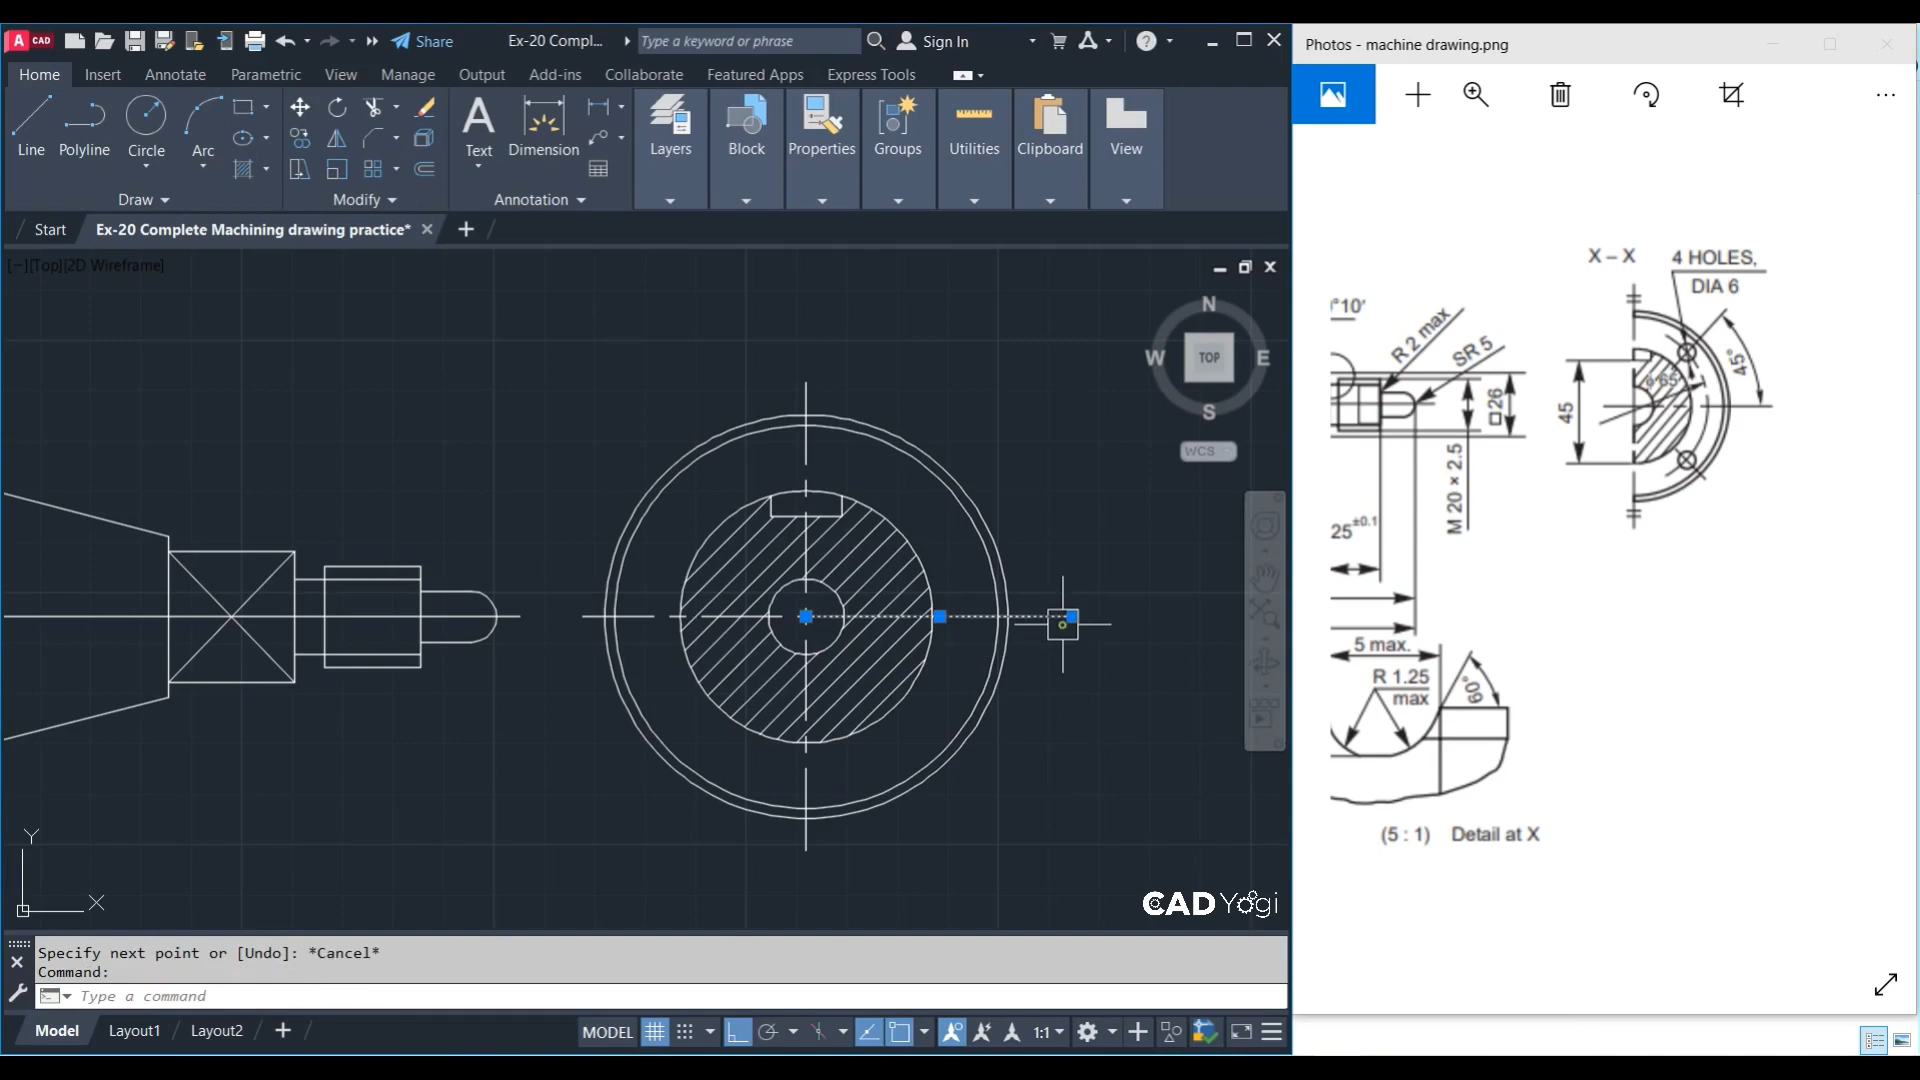 A CAD
Share
Ex-20 Compl...
Type a keyword or phrase
Sign In
Photos - machine drawing.png
Home Insert Annotate Parametric View Manage Output Add-ins Collaborate Featured Apps Express Tools
Line Polyline Circle Arc
Text Dimension
Layers Block Properties Groups Utilities Clipboard View
Draw Modify Annotation
Start
Ex-20 Complete Machining drawing practice*
[−][Top][2D Wireframe]
N
W TOP E
S
WCS
Y
X
CAD Yogi
Specify next point or [Undo]: *Cancel*
Command:
Type a command
Model Layout1 Layout2
MODEL
1:1
X – X
4 HOLES,
DIA 6
°10'
R 2 max
SR 5
45°
ϕ 65
□26
45
M 20 × 2.5
25±0.1
5 max.
R 1.25
max
60°
(5 : 1) Detail at X